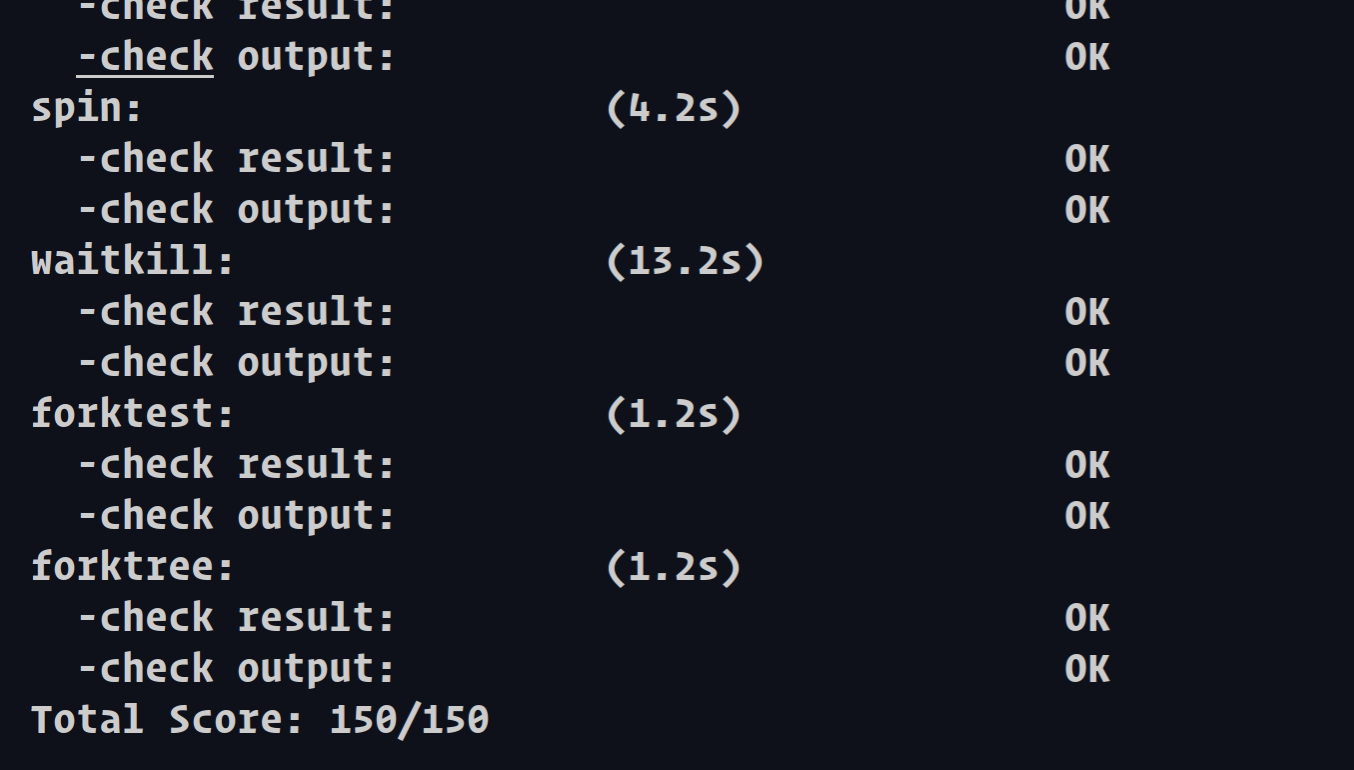 -check result: OK
-check output: OK
spin: (4.2s)
-check result: OK
-check output: OK
waitkill: (13.2s)
-check result: OK
-check output: OK
forktest: (1.2s)
-check result: OK
-check output: OK
forktree: (1.2s)
-check result: OK
-check output: OK
Total Score: 150/150